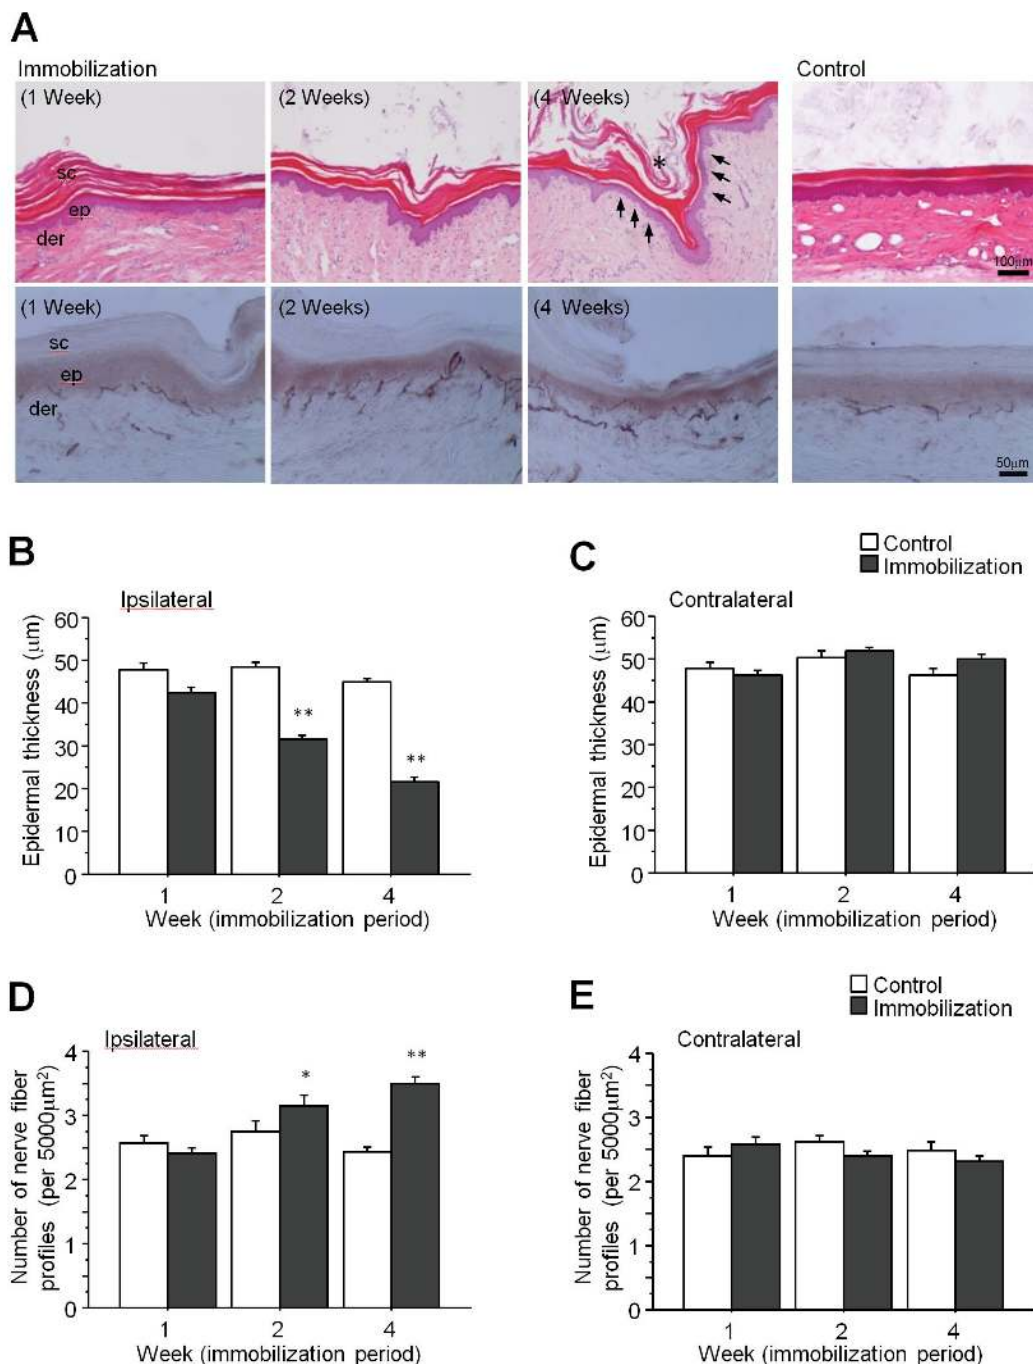 A
Immobilization
Control
(1 Week)
(2 Weeks)
(4 Weeks)
sc
ep
der
*
100µm
(1 Week)
(2 Weeks)
(4 Weeks)
sc
ep
der
50µm
B
Ipsilateral
Epidermal thickness (µm)
60
50
40
30
20
10
0
**
**
1
2
4
Week (immobilization period)
C
Control
Immobilization
Contralateral
Epidermal thickness (µm)
60
50
40
30
20
10
0
1
2
4
Week (immobilization period)
D
Ipsilateral
Number of nerve fiber
profiles (per 5000µm²)
4
3
2
1
0
*
**
1
2
4
Week (immobilization period)
E
Control
Immobilization
Contralateral
Number of nerve fiber
profiles (per 5000µm²)
4
3
2
1
0
1
2
4
Week (immobilization period)